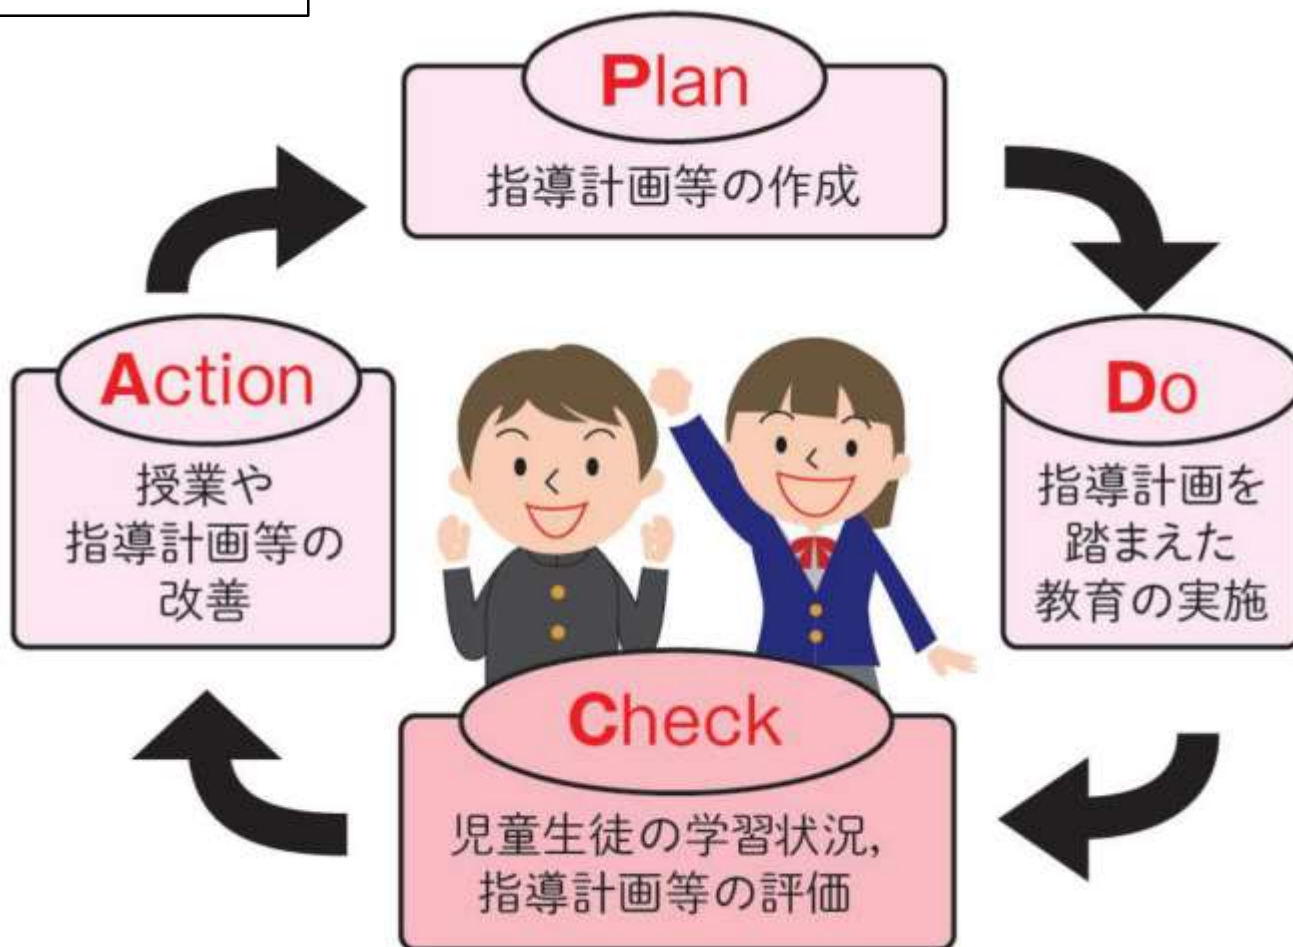 Plan
指導計画等の作成
Do
指導計画を
踏まえた
教育の実施
Check
児童生徒の学習状況,
指導計画等の評価
Action
授業や
指導計画等の
改善